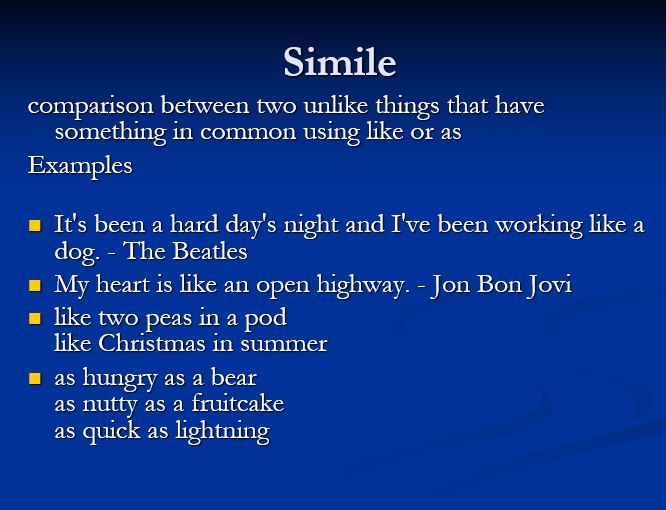 Simile
comparison between two unlike things that have
something in common using like or as
Examples
It's been a hard day's night and I've been working like a
dog. - The Beatles
My heart is like an open highway. - Jon Bon Jovi
like two peas in a pod
like Christmas in summer
as hungry as a bear
as nutty as a fruitcake
as quick as lightning